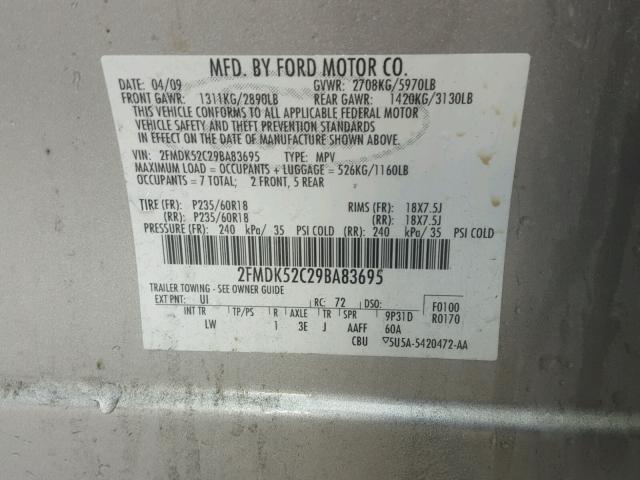 MFD. BY FORD MOTOR CO.
DATE: 04/09 GVWR: 2708KG/5970LB
FRONT GAWR: 1311KG/2890LB REAR GAWR: 1420KG/3130LB
THIS VEHICLE CONFORMS TO ALL APPLICABLE FEDERAL MOTOR
VEHICLE SAFETY AND THEFT PREVENTION STANDARDS
IN EFFECT ON THE DATE OF MANUFACTURE SHOWN ABOVE.
VIN: 2FMDK52C29BA83695 TYPE: MPV
MAXIMUM LOAD = OCCUPANTS + LUGGAGE = 526KG/1160LB
OCCUPANTS = 7 TOTAL; 2 FRONT, 5 REAR
TIRE (FR): P235/60R18 RIMS (FR): 18X7.5J
(RR): P235/60R18 (RR): 18X7.5J
PRESSURE (FR): 240 kPa/ 35 PSI COLD (RR): 240 kPa/ 35 PSI COLD
2FMDK52C29BA83695
TRAILER TOWING - SEE OWNER GUIDE
EXT PNT: UI RC: 72 DSO: F0100
INT TR TP/PS R AXLE TR SPR 9P31D R0170
LW 1 3E J AAFF 60A
CBU 5U5A-5420472-AA